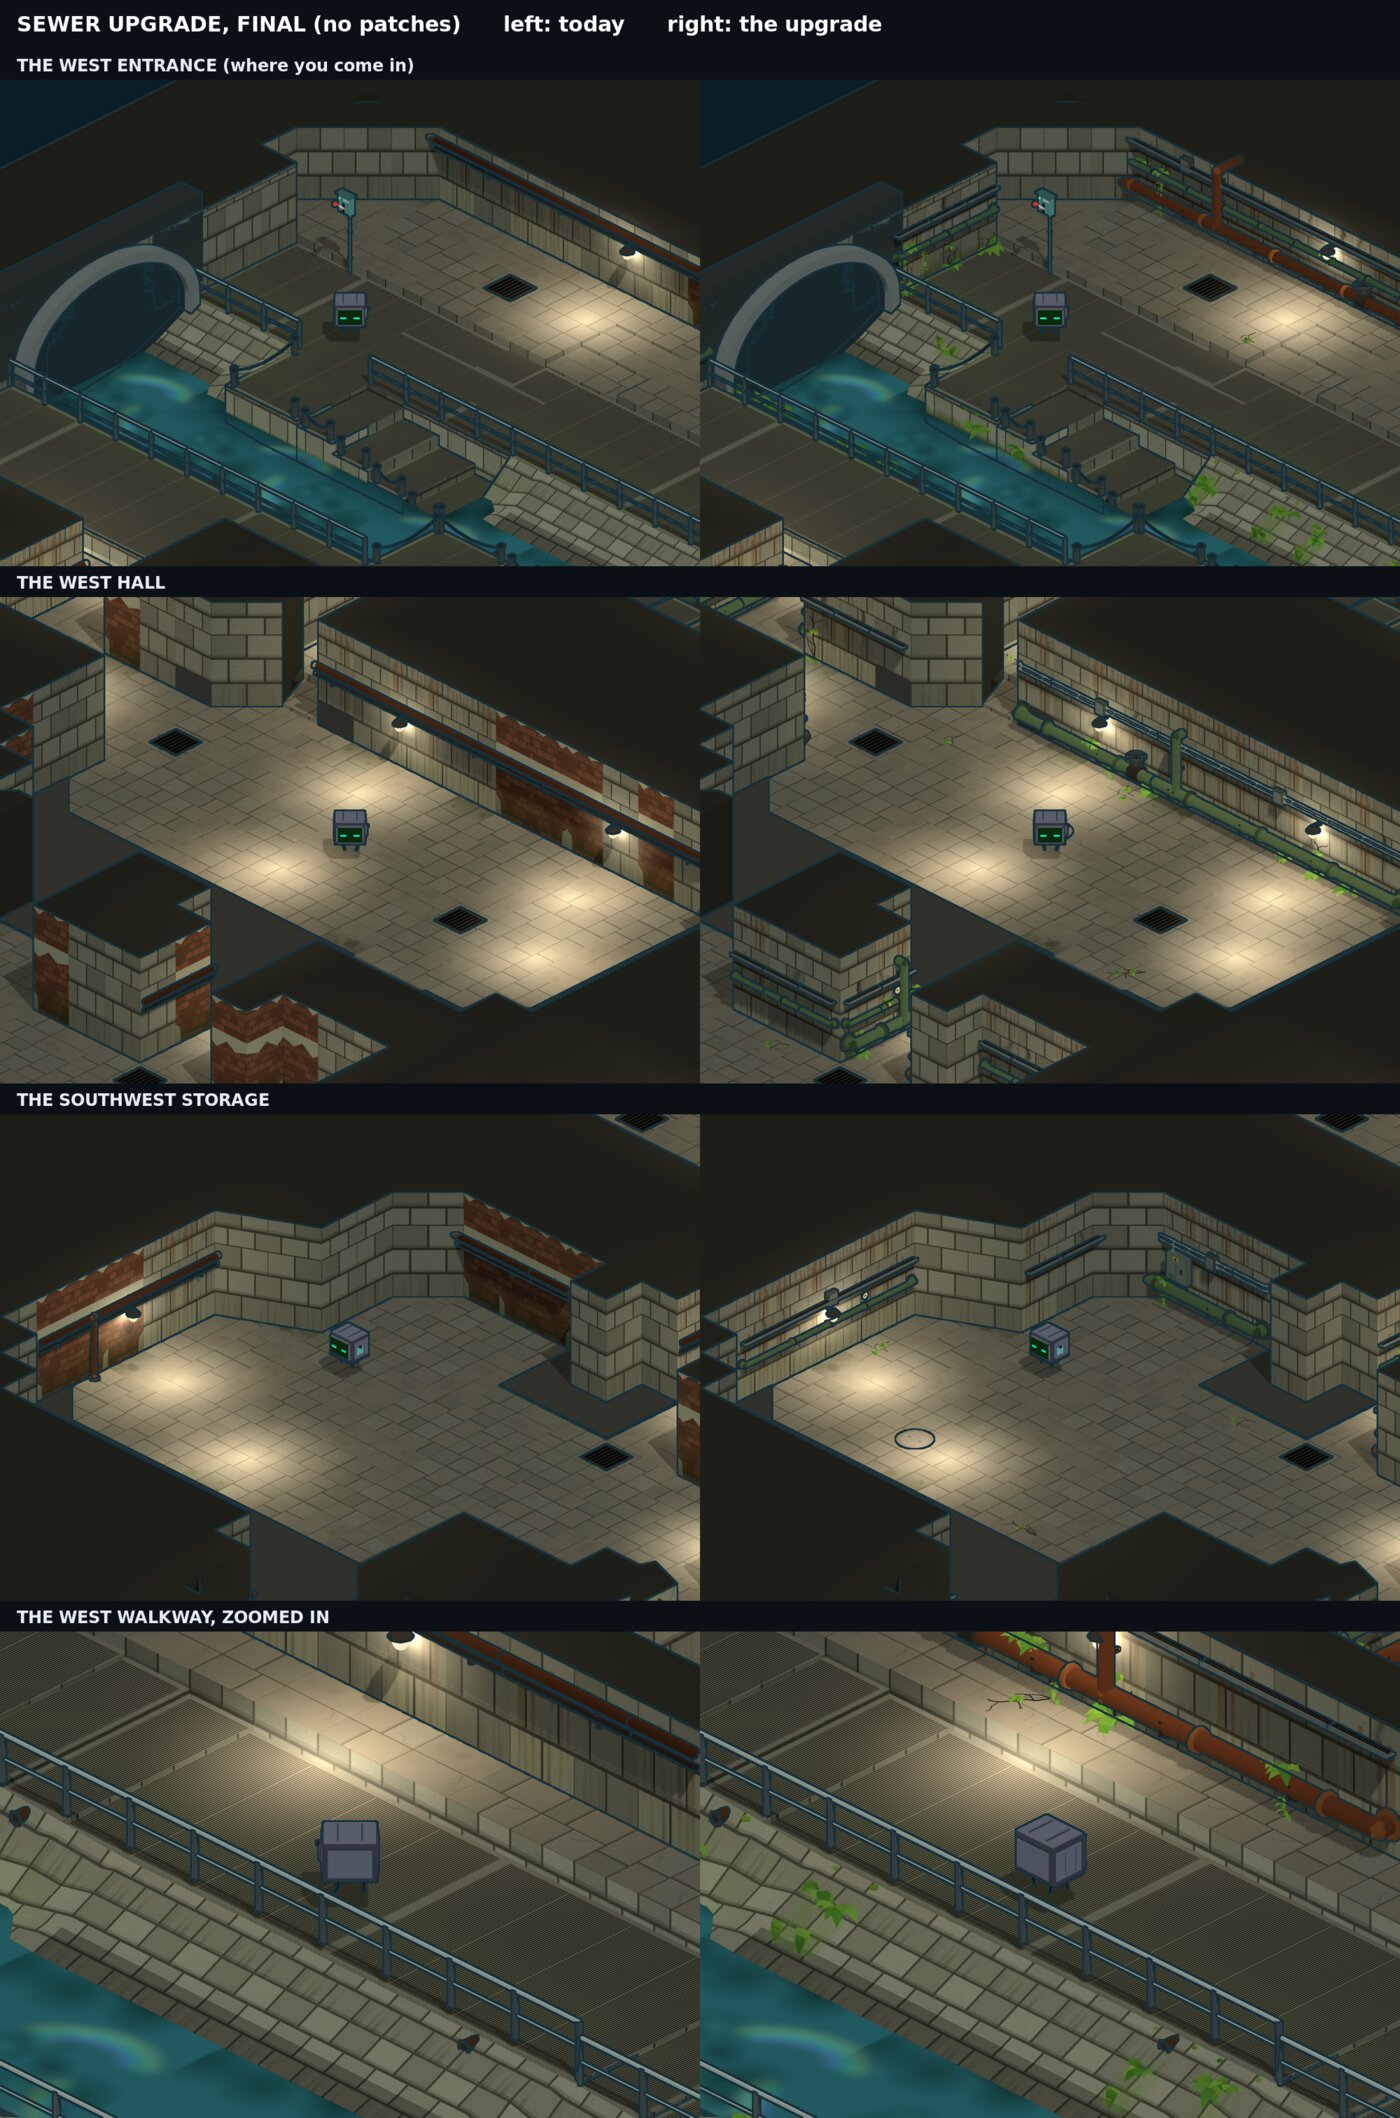 SEWER UPGRADE, FINAL (no patches) left: today right: the upgrade
THE WEST ENTRANCE (where you come in)
THE WEST HALL
THE SOUTHWEST STORAGE
THE WEST WALKWAY, ZOOMED IN